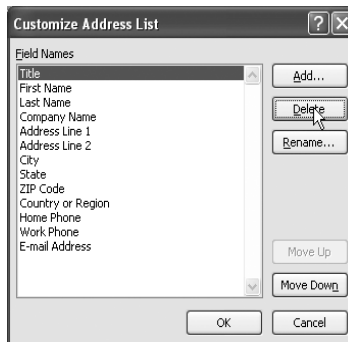 Customize Address List
Field Names
Title
First Name
Last Name
Company Name
Address Line 1
Address Line 2
City
State
ZIP Code
Country or Region
Home Phone
Work Phone
E-mail Address
Add...
Delete
Rename...
Move Up
Move Down
OK
Cancel